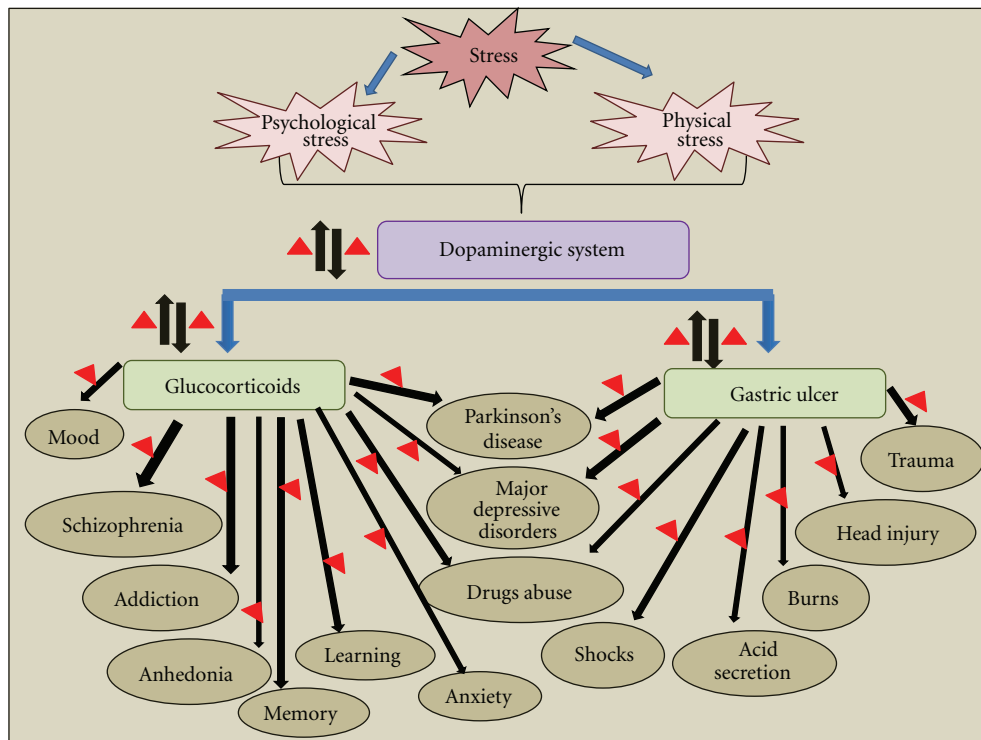 Stress
Psychological
stress
Physical
stress
Dopaminergic system
Glucocorticoids
Gastric ulcer
Mood
Parkinson's
disease
Trauma
Schizophrenia
Major
depressive
disorders
Head injury
Addiction
Drugs abuse
Burns
Anhedonia
Learning
Shocks
Acid
secretion
Memory
Anxiety